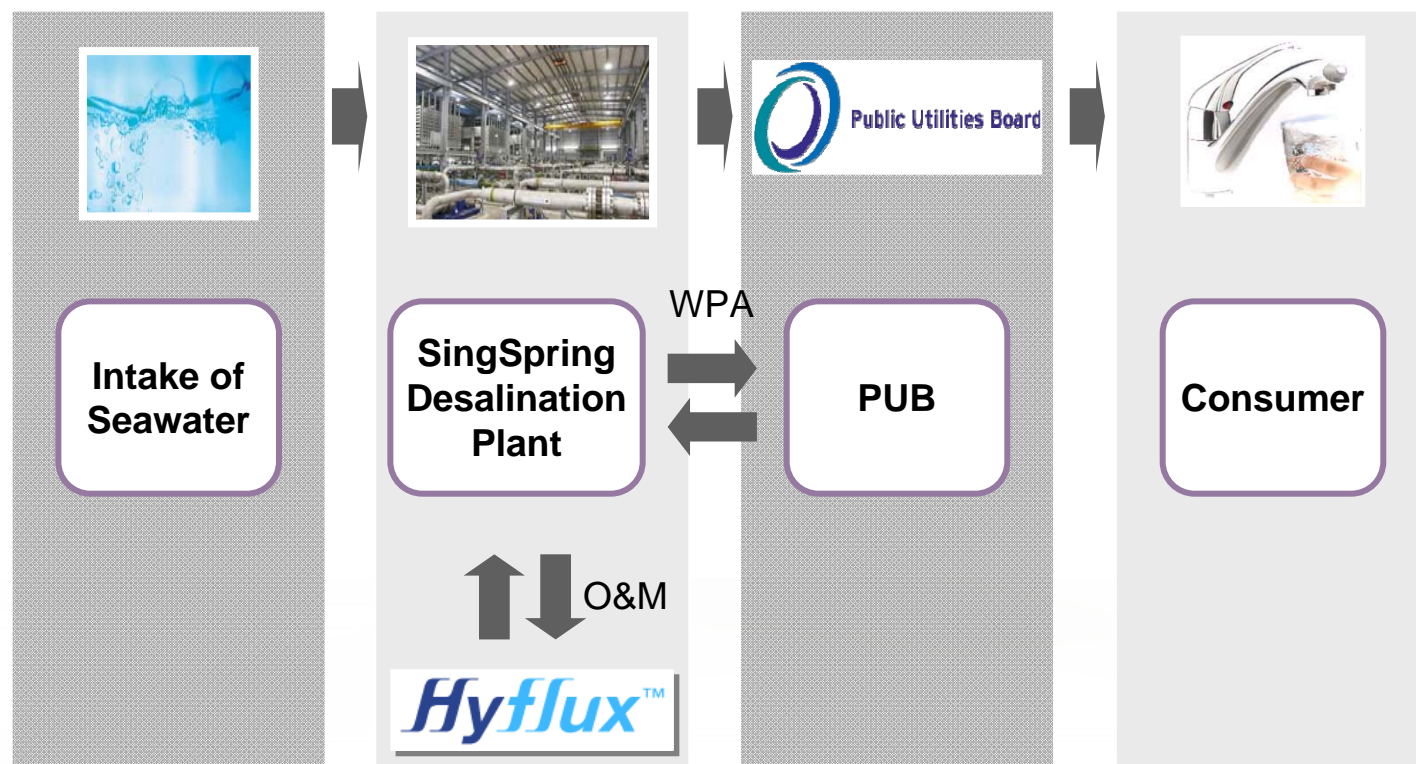 Public Utilities Board
WPA
Intake of
Seawater
SingSpring
Desalination
Plant
PUB
Consumer
O&M
Hyflux™